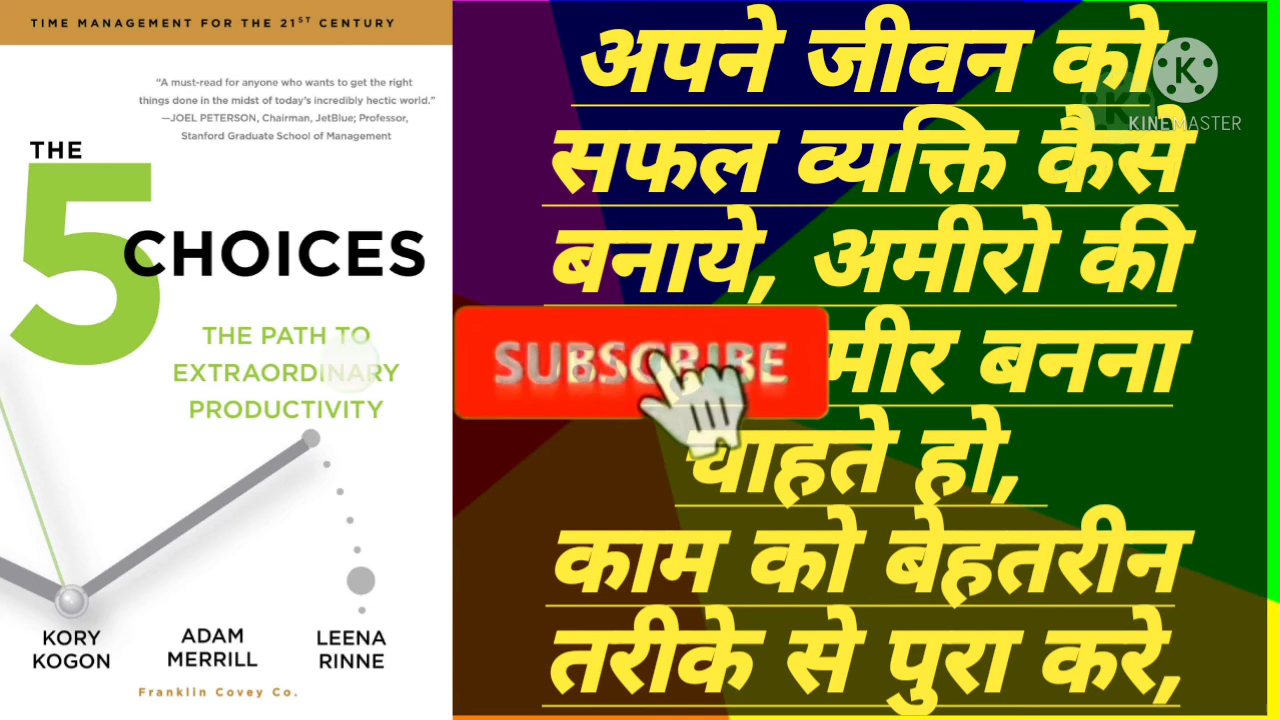 TIME MANAGEMENT FOR THE 21ST CENTURY
“A must-read for anyone who wants to get the right
things done in the midst of today’s incredibly hectic world.”
—JOEL PETERSON, Chairman, JetBlue; Professor,
Stanford Graduate School of Management
THE
5
CHOICES
THE PATH TO
EXTRAORDINARY
PRODUCTIVITY
KORY
KOGON
ADAM
MERRILL
LEENA
RINNE
Franklin Covey Co.
अपने जीवन को
सफल व्यक्ति कैसे
बनाये, अमीरो की
मीर बनना
चाहते हो,
काम को बेहतरीन
तरीके से पुरा करे,
SUBSCRIBE
K
KINEMASTER